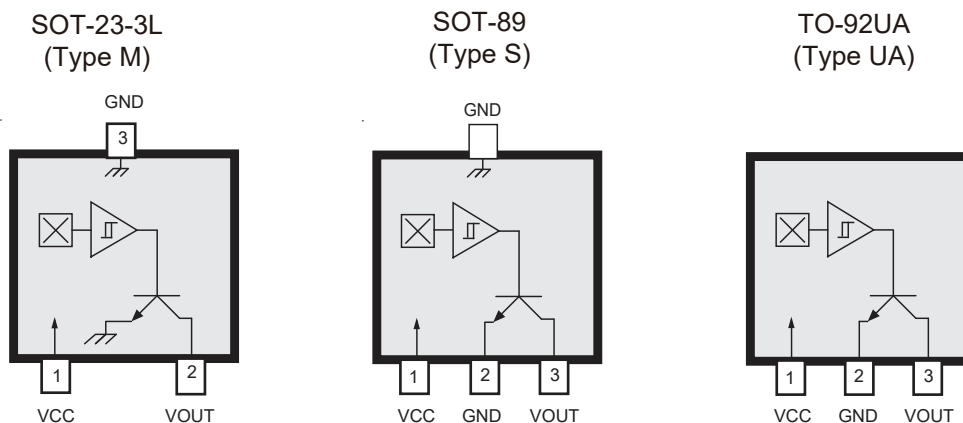 SOT-23-3L
(Type M)
GND
3
1
2
VCC
VOUT
SOT-89
(Type S)
GND
1
2
3
VCC
GND
VOUT
TO-92UA
(Type UA)
1
2
3
VCC
GND
VOUT